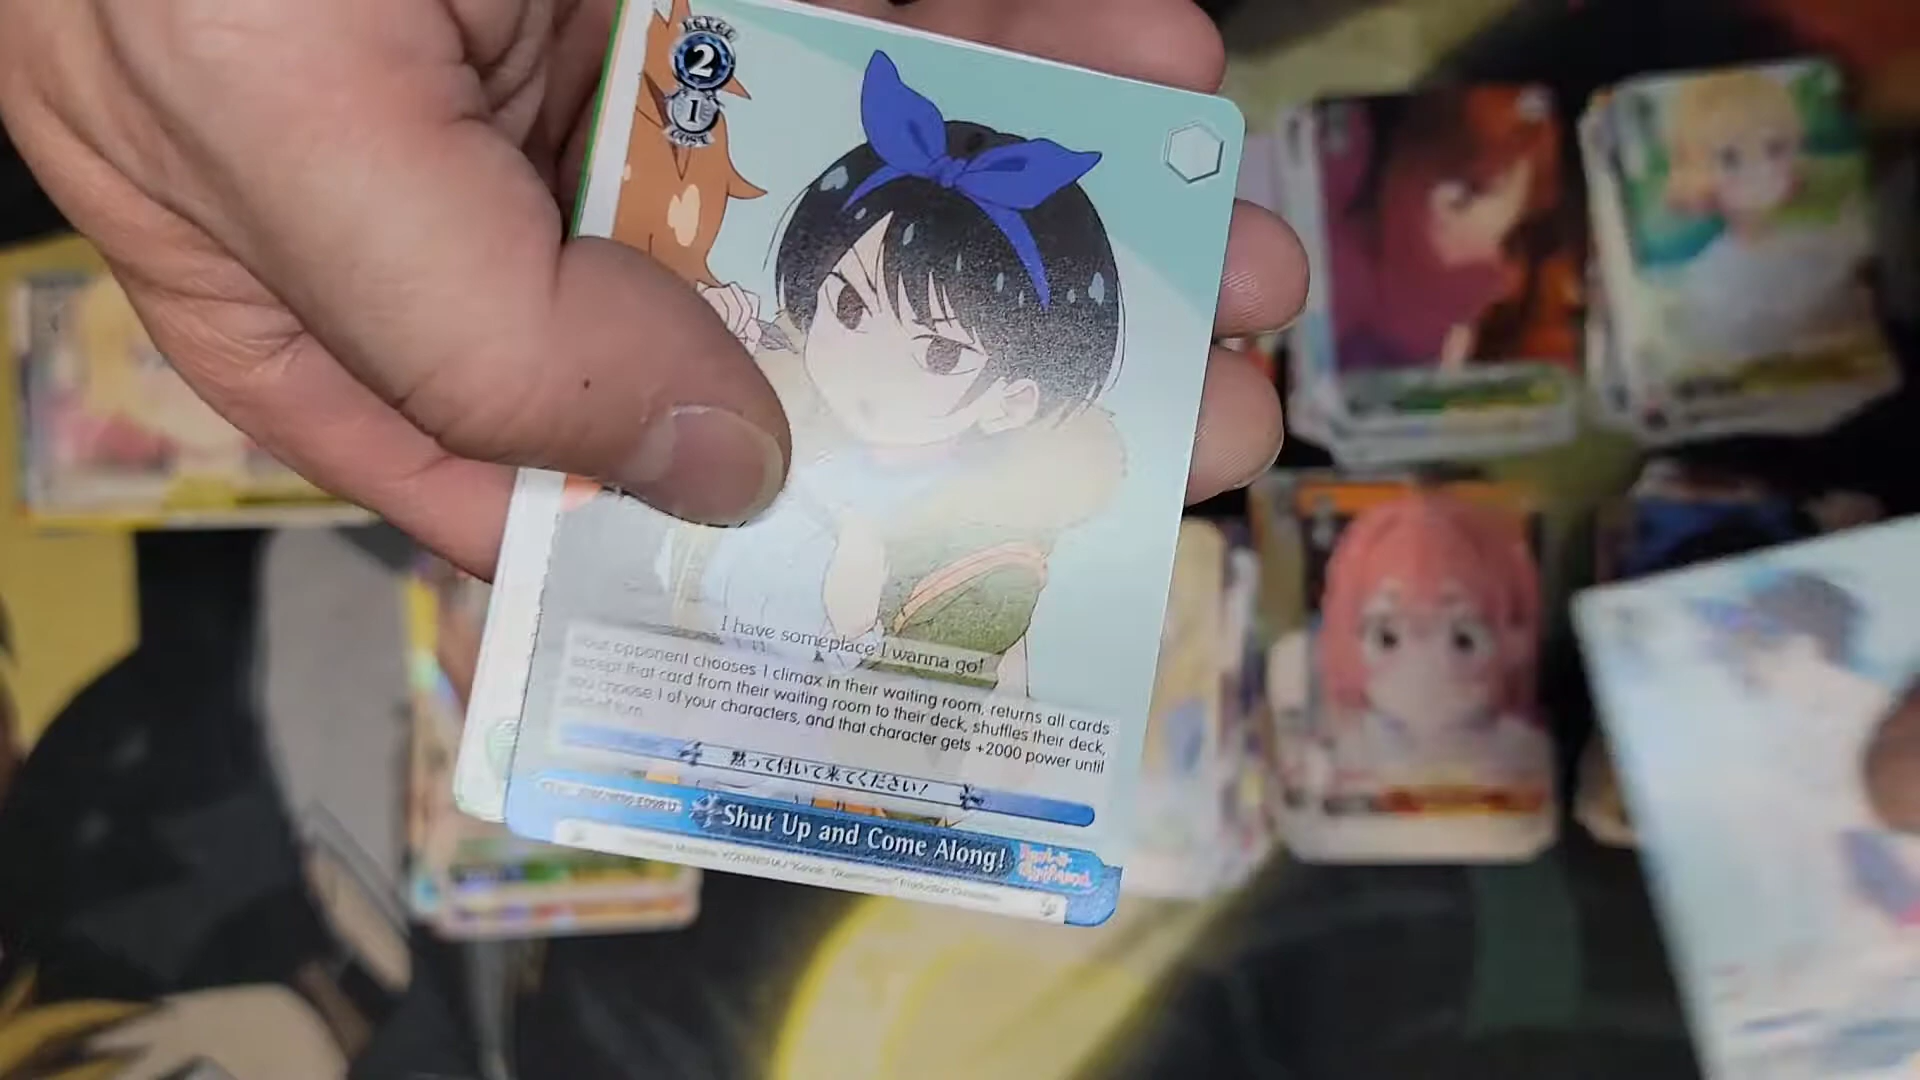 LEVEL
2
1
COST
I have someplace I wanna go!
Your opponent chooses 1 climax in their waiting room, returns all cards
except that card from their waiting room to their deck, shuffles their deck,
you choose 1 of your characters, and that character gets +2000 power until
end of turn.
黙って付いて来てください!
Shut Up and Come Along!
Rent-A-Girlfriend